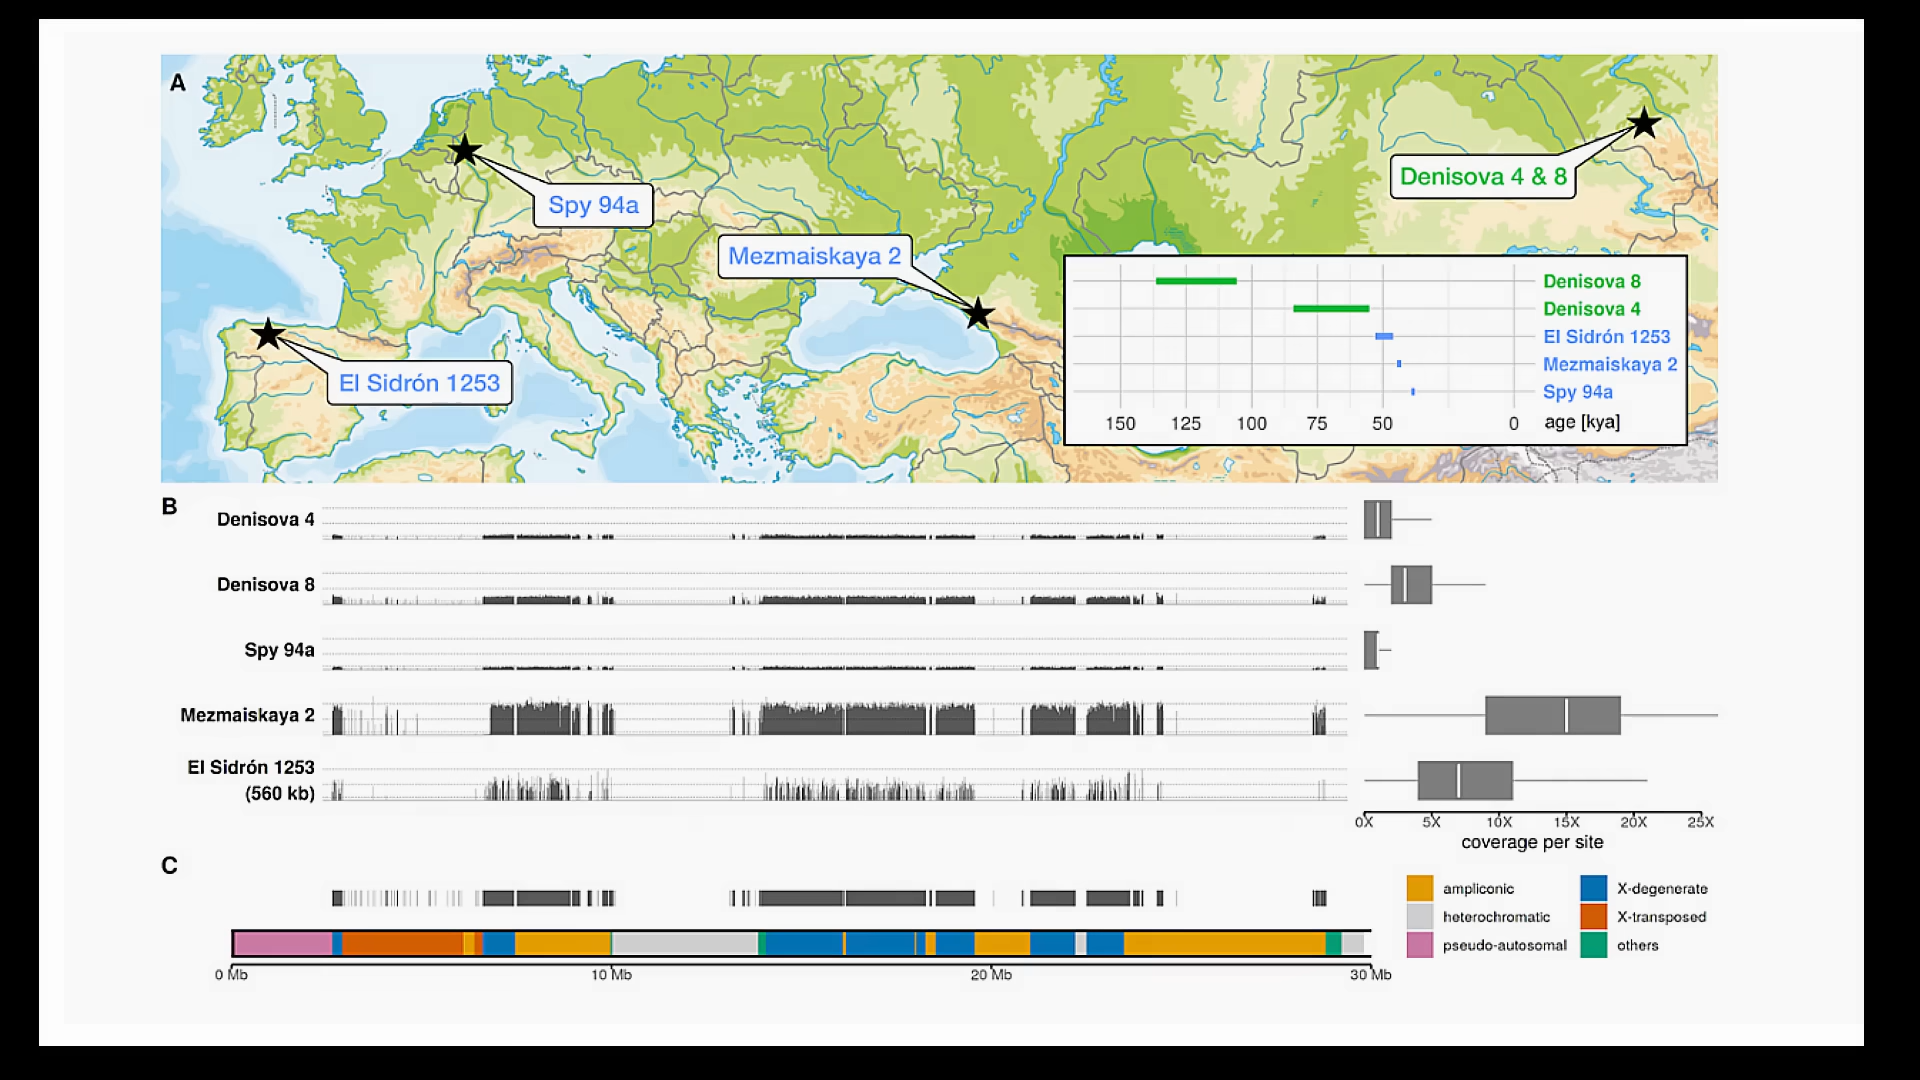 A
Spy 94a
Mezmaiskaya 2
El Sidrón 1253
Denisova 4 & 8
Denisova 8
Denisova 4
El Sidrón 1253
Mezmaiskaya 2
Spy 94a
150 125 100 75 50 0 age [kya]
B
Denisova 4
Denisova 8
Spy 94a
Mezmaiskaya 2
El Sidrón 1253
(560 kb)
0X 5X 10X 15X 20X 25X
coverage per site
C
ampliconic X-degenerate
heterochromatic X-transposed
pseudo-autosomal others
0 Mb 10 Mb 20 Mb 30 Mb